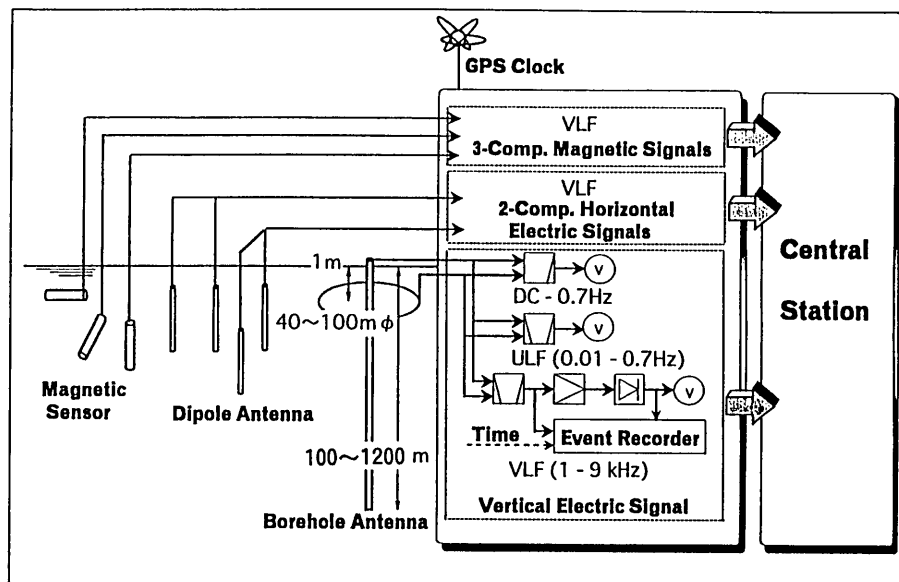 GPS Clock
VLF
3-Comp. Magnetic Signals
VLF
2-Comp. Horizontal
Electric Signals
Central
Station
1m
V
DC - 0.7Hz
40~100mφ
V
ULF (0.01 - 0.7Hz)
Magnetic
Sensor
Dipole Antenna
V
Time
Event Recorder
100~1200 m
VLF (1 - 9 kHz)
Vertical Electric Signal
Borehole Antenna